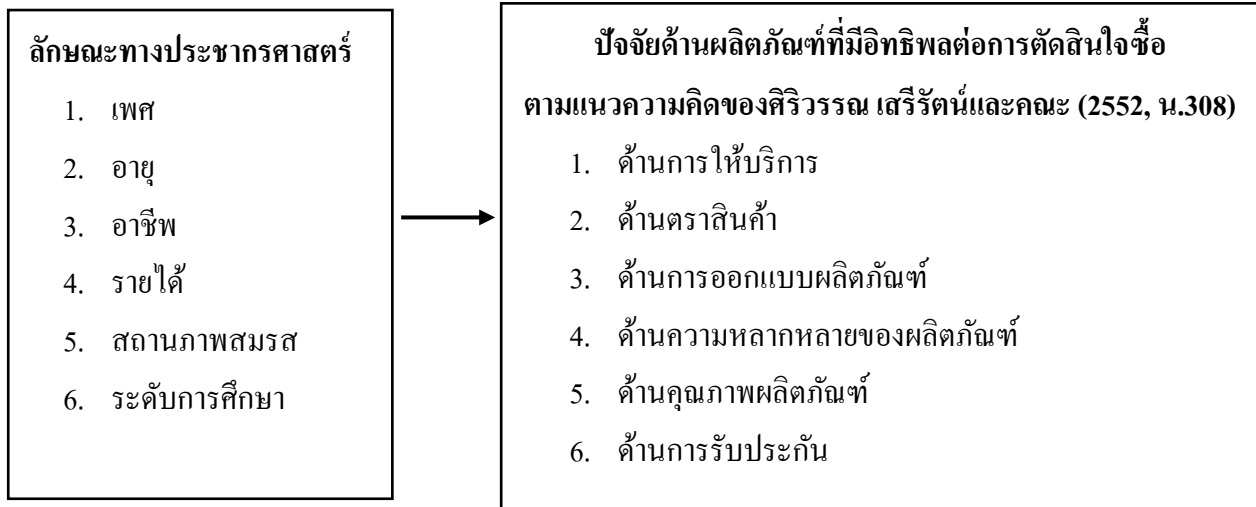 ลักษณะทางประชากรศาสตร์
1. เพศ
2. อายุ
3. อาชีพ
4. รายได้
5. สถานภาพสมรส
6. ระดับการศึกษา
ปัจจัยด้านผลิตภัณฑ์ที่มีอิทธิพลต่อการตัดสินใจซื้อ
ตามแนวความคิดของศิริวรรณ เสรีรัตน์และคณะ (2552, น.308)
1. ด้านการให้บริการ
2. ด้านตราสินค้า
3. ด้านการออกแบบผลิตภัณฑ์
4. ด้านความหลากหลายของผลิตภัณฑ์
5. ด้านคุณภาพผลิตภัณฑ์
6. ด้านการรับประกัน